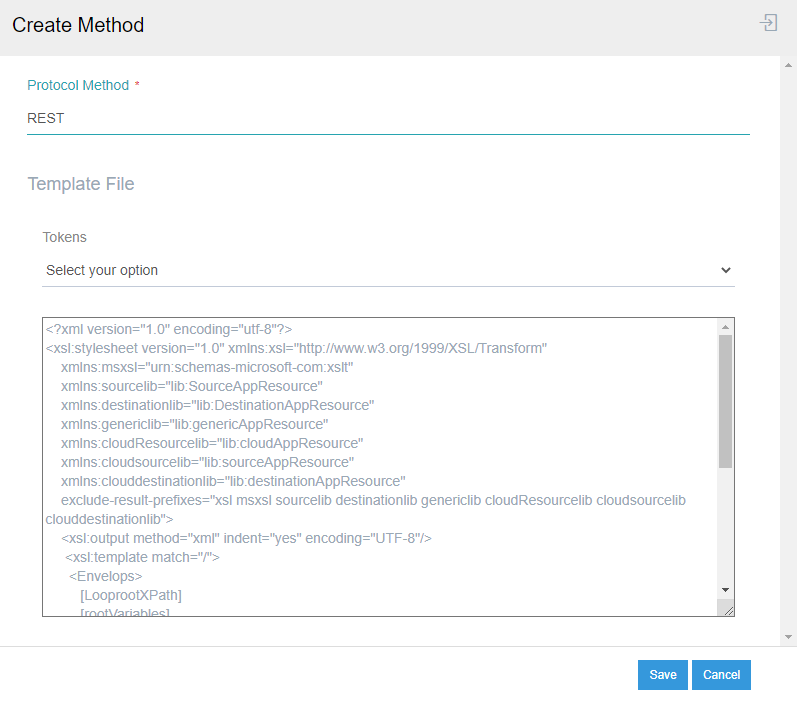 Create Method
Protocol Method *
REST
Template File
Tokens
Select your option
<?xml version="1.0" encoding="utf-8"?>
<xsl:stylesheet version="1.0" xmlns:xsl="http://www.w3.org/1999/XSL/Transform"
xmlns:msxsl="urn:schemas-microsoft-com:xslt"
xmlns:sourcelib="lib:SourceAppResource"
xmlns:destinationlib="lib:DestinationAppResource"
xmlns:genericlib="lib:genericAppResource"
xmlns:cloudResourcelib="lib:cloudAppResource"
xmlns:cloudsourcelib="lib:sourceAppResource"
xmlns:clouddestinationlib="lib:destinationAppResource"
exclude-result-prefixes="xsl msxsl sourcelib destinationlib genericlib cloudResourcelib cloudsourcelib
clouddestinationlib">
<xsl:output method="xml" indent="yes" encoding="UTF-8"/>
<xsl:template match="/">
<Envelops>
[LooprootXPath]
[rootVariables]
Save
Cancel